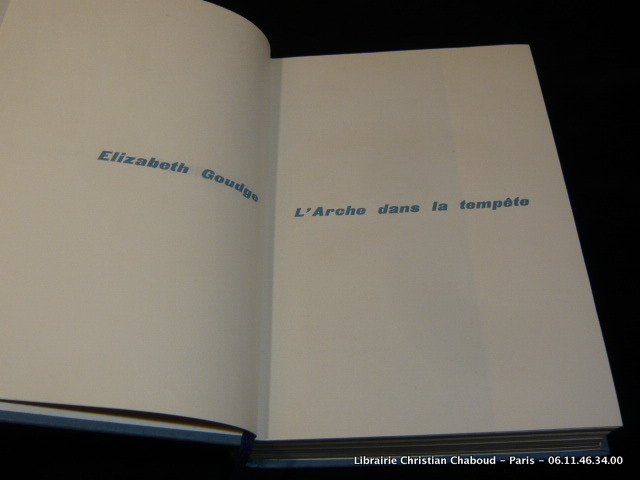 Elizabeth Goudge
L'Arche dans la tempête
Librairie Christian Chaboud - Paris - 06.11.46.34.00